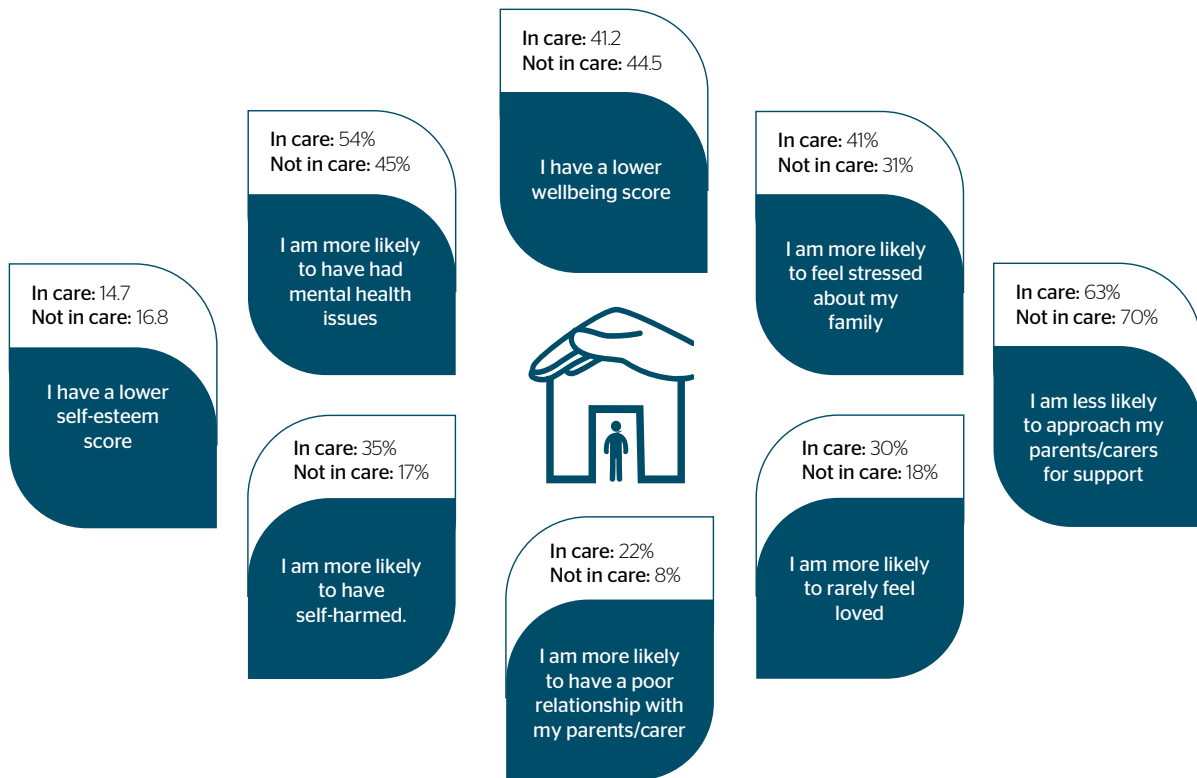 In care: 41.2
Not in care: 44.5
I have a lower
wellbeing score
In care: 54%
Not in care: 45%
I am more likely
to have had
mental health
issues
In care: 41%
Not in care: 31%
I am more likely
to feel stressed
about my
family
In care: 14.7
Not in care: 16.8
I have a lower
self-esteem
score
In care: 63%
Not in care: 70%
I am less likely
to approach my
parents/carers
for support
In care: 35%
Not in care: 17%
I am more likely
to have
self-harmed.
In care: 30%
Not in care: 18%
I am more likely
to rarely feel
loved
In care: 22%
Not in care: 8%
I am more likely
to have a poor
relationship with
my parents/carer